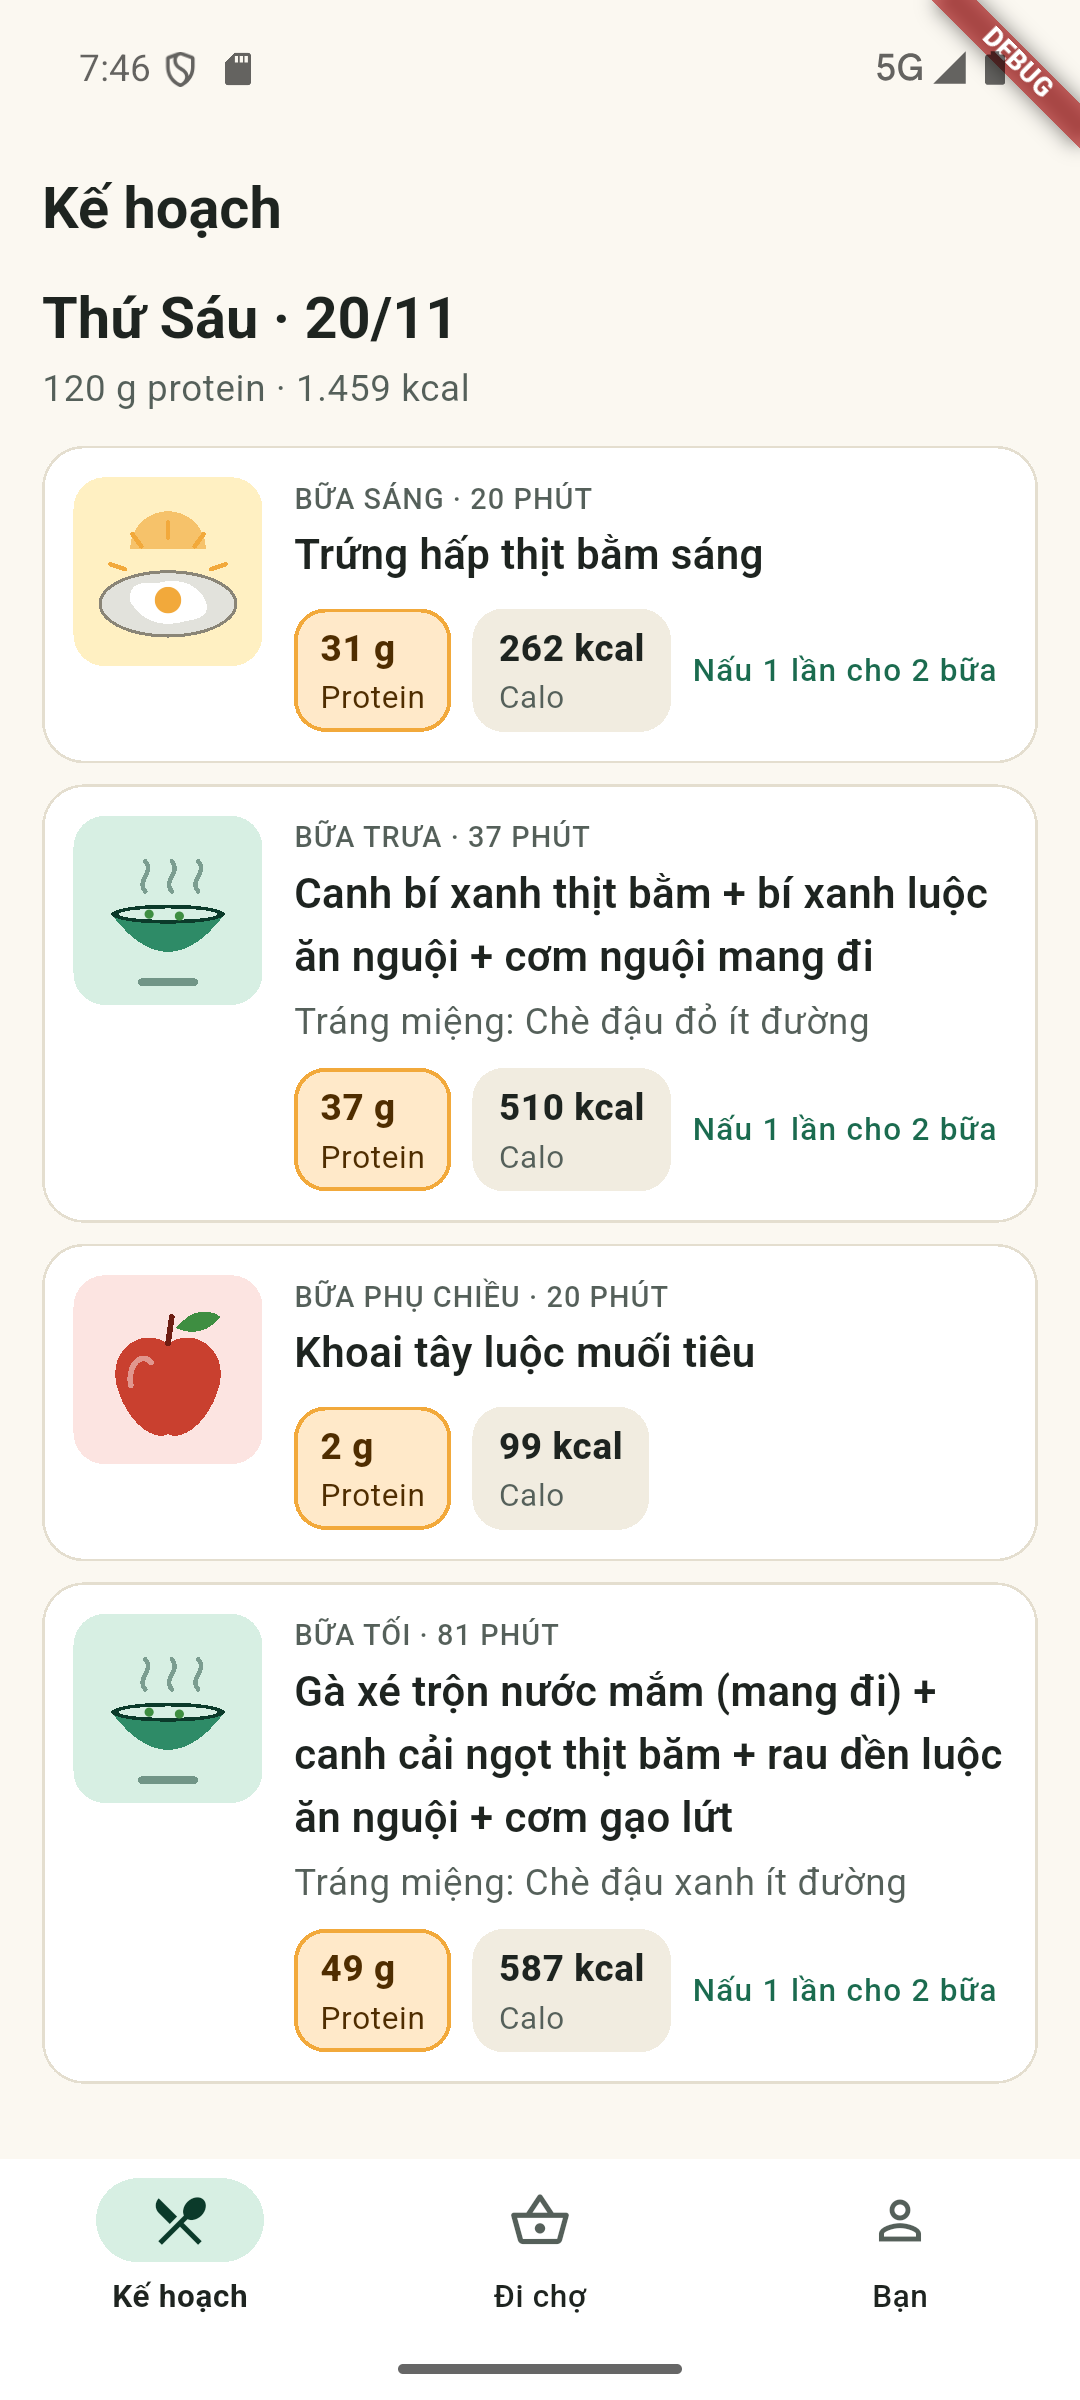 7:46
5G
DEBUG
Kế hoạch
Thứ Sáu · 20/11
120 g protein · 1.459 kcal
BỮA SÁNG · 20 PHÚT
Trứng hấp thịt bằm sáng
31 g
Protein
262 kcal
Calo
Nấu 1 lần cho 2 bữa
BỮA TRƯA · 37 PHÚT
Canh bí xanh thịt bằm + bí xanh luộc
ăn nguội + cơm nguội mang đi
Tráng miệng: Chè đậu đỏ ít đường
37 g
Protein
510 kcal
Calo
Nấu 1 lần cho 2 bữa
BỮA PHỤ CHIỀU · 20 PHÚT
Khoai tây luộc muối tiêu
2 g
Protein
99 kcal
Calo
BỮA TỐI · 81 PHÚT
Gà xé trộn nước mắm (mang đi) +
canh cải ngọt thịt băm + rau dền luộc
ăn nguội + cơm gạo lứt
Tráng miệng: Chè đậu xanh ít đường
49 g
Protein
587 kcal
Calo
Nấu 1 lần cho 2 bữa
Kế hoạch
Đi chợ
Bạn